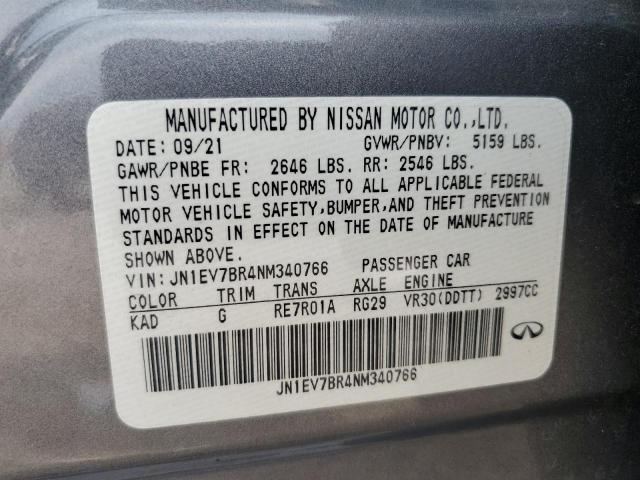 MANUFACTURED BY NISSAN MOTOR CO.,LTD.
DATE: 09/21 GVWR/PNBV: 5159 LBS.
GAWR/PNBE FR: 2646 LBS. RR: 2546 LBS.
THIS VEHICLE CONFORMS TO ALL APPLICABLE FEDERAL
MOTOR VEHICLE SAFETY,BUMPER,AND THEFT PREVENTION
STANDARDS IN EFFECT ON THE DATE OF MANUFACTURE
SHOWN ABOVE.
VIN: JN1EV7BR4NM340766 PASSENGER CAR
COLOR TRIM TRANS AXLE ENGINE
KAD G RE7R01A RG29 VR30(DDTT) 2997CC
JN1EV7BR4NM340766